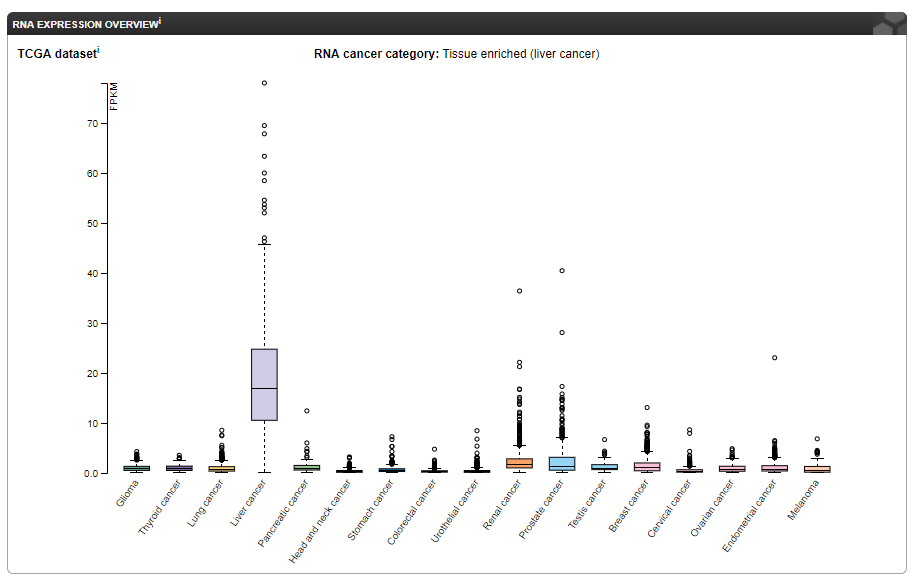 RNA EXPRESSION OVERVIEWi
TCGA dataseti
RNA cancer category: Tissue enriched (liver cancer)
FPKM
70
60
50
40
30
20
10
0.0
Glioma
Thyroid cancer
Lung cancer
Liver cancer
Pancreatic cancer
Head and neck cancer
Stomach cancer
Colorectal cancer
Urothelial cancer
Renal cancer
Prostate cancer
Testis cancer
Breast cancer
Cervical cancer
Ovarian cancer
Endometrial cancer
Melanoma